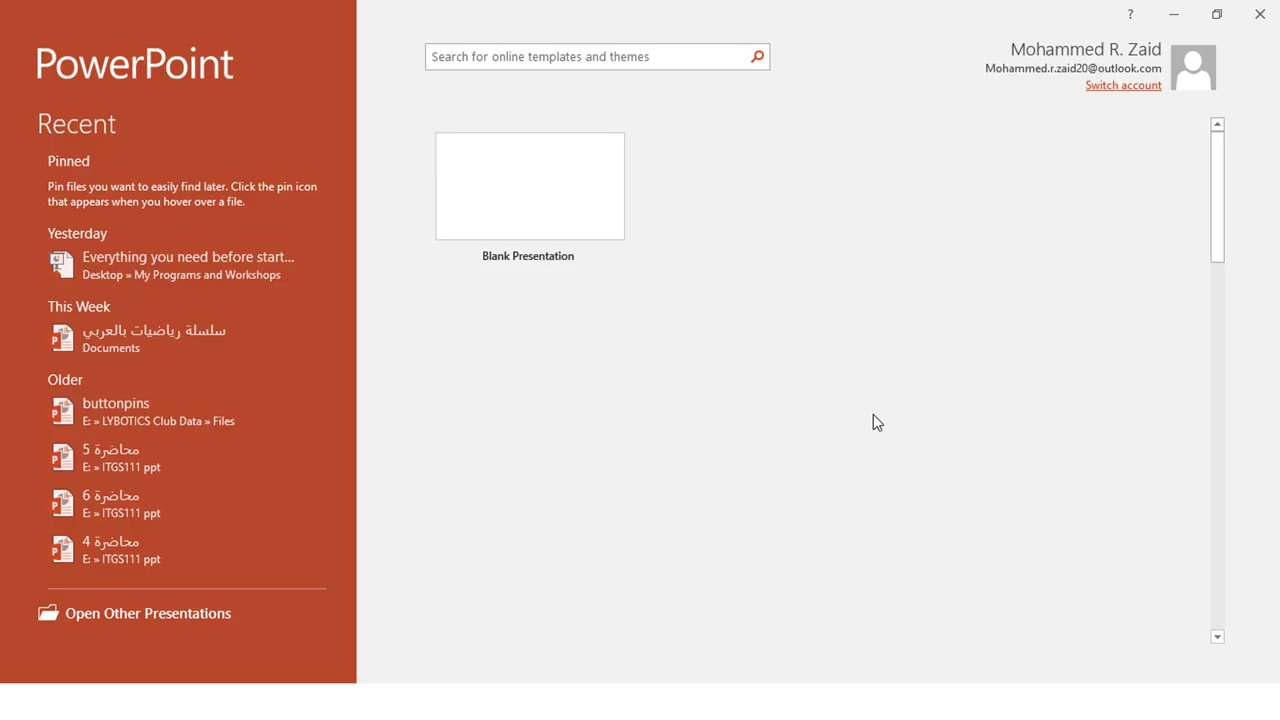 PowerPoint
Recent
Pinned
Pin files you want to easily find later. Click the pin icon
that appears when you hover over a file.
Yesterday
Everything you need before start...
Desktop » My Programs and Workshops
This Week
سلسلة رياضيات بالعربي
Documents
Older
buttonpins
E: » LYBOTICS Club Data » Files
محاضرة 5
E: » ITGS111 ppt
محاضرة 6
E: » ITGS111 ppt
محاضرة 4
E: » ITGS111 ppt
Open Other Presentations
?
Search for online templates and themes
Mohammed R. Zaid
Mohammed.r.zaid20@outlook.com
Switch account
Blank Presentation